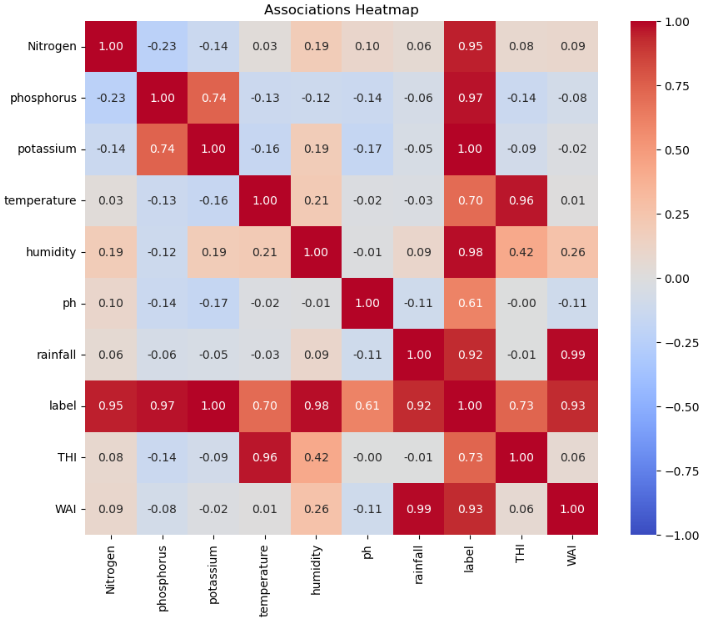 Associations Heatmap
Nitrogen 1.00 -0.23 -0.14 0.03 0.19 0.10 0.06 0.95 0.08 0.09
phosphorus -0.23 1.00 0.74 -0.13 -0.12 -0.14 -0.06 0.97 -0.14 -0.08
potassium -0.14 0.74 1.00 -0.16 0.19 -0.17 -0.05 1.00 -0.09 -0.02
temperature 0.03 -0.13 -0.16 1.00 0.21 -0.02 -0.03 0.70 0.96 0.01
humidity 0.19 -0.12 0.19 0.21 1.00 -0.01 0.09 0.98 0.42 0.26
ph 0.10 -0.14 -0.17 -0.02 -0.01 1.00 -0.11 0.61 -0.00 -0.11
rainfall 0.06 -0.06 -0.05 -0.03 0.09 -0.11 1.00 0.92 -0.01 0.99
label 0.95 0.97 1.00 0.70 0.98 0.61 0.92 1.00 0.73 0.93
THI 0.08 -0.14 -0.09 0.96 0.42 -0.00 -0.01 0.73 1.00 0.06
WAI 0.09 -0.08 -0.02 0.01 0.26 -0.11 0.99 0.93 0.06 1.00
Nitrogen phosphorus potassium temperature humidity ph rainfall label THI WAI
1.00
0.75
0.50
0.25
0.00
−0.25
−0.50
−0.75
−1.00